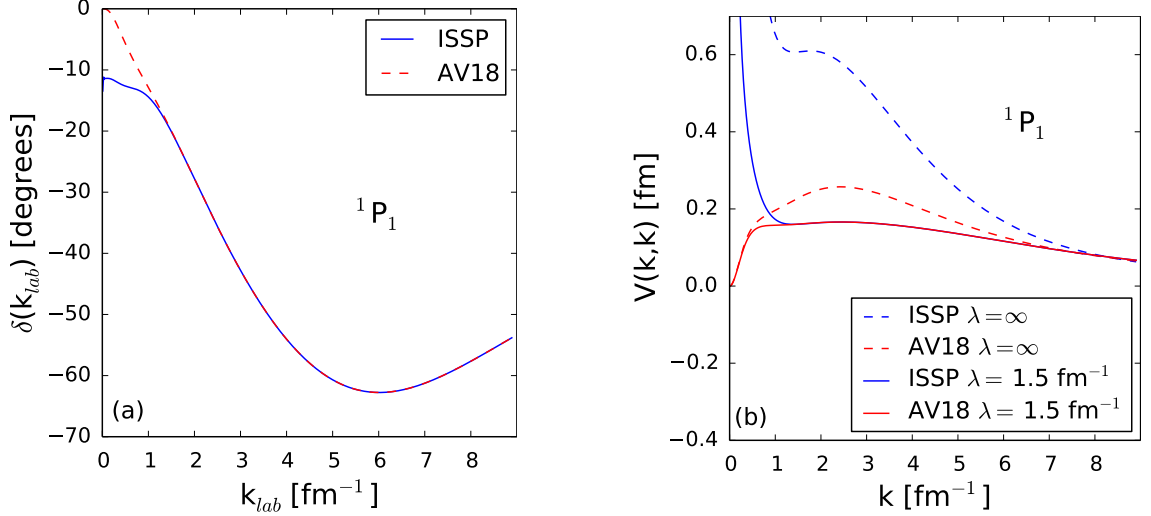 0
−10
−20
−30
−40
−50
−60
−70
δ(k_lab) [degrees]
ISSP
AV18
¹P₁
(a)
0 1 2 3 4 5 6 7 8
k_lab [fm⁻¹]
0.6
0.4
0.2
0.0
−0.2
−0.4
V(k,k) [fm]
¹P₁
ISSP λ=∞
AV18 λ=∞
ISSP λ= 1.5 fm⁻¹
AV18 λ= 1.5 fm⁻¹
(b)
0 1 2 3 4 5 6 7 8
k [fm⁻¹]